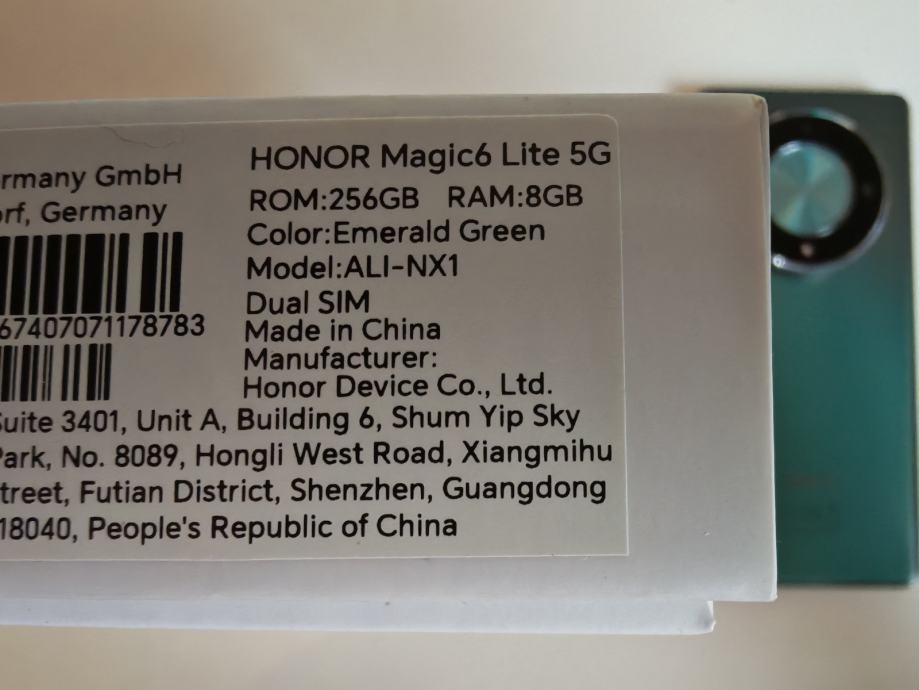 rmany GmbH
orf, Germany
67407071178783
HONOR Magic6 Lite 5G
ROM:256GB RAM:8GB
Color:Emerald Green
Model:ALI-NX1
Dual SIM
Made in China
Manufacturer:
Honor Device Co., Ltd.
Suite 3401, Unit A, Building 6, Shum Yip Sky
Park, No. 8089, Hongli West Road, Xiangmihu
treet, Futian District, Shenzhen, Guangdong
18040, People's Republic of China